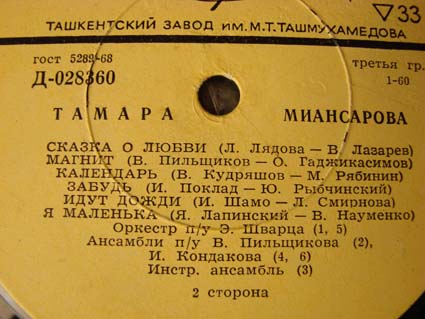 ▽33
ТАШКЕНТСКИЙ ЗАВОД ИМ. М.Т. ТАШМУХАМЕДОВА
гост 5289-68
третья гр.
Д-028360
1-60
ТАМАРА МИАНСАРОВА
СКАЗКА О ЛЮБВИ (Л. Лядова — В. Лазарев)
МАГНИТ (В. Пильщиков — О. Гаджикасимов)
КАЛЕНДАРЬ (В. Кудряшов — М. Рябинин)
ЗАБУДЬ (И. Поклад — Ю. Рыбчинский)
ИДУТ ДОЖДИ (И. Шамо — Л. Смирнова)
Я МАЛЕНЬКА (Я. Лапинский — В. Науменко)
Оркестр п/у Э. Шварца (1, 5)
Ансамбли п/у В. Пильщикова (2),
И. Кондакова (4, 6)
Инстр. ансамбль (3)
2 сторона